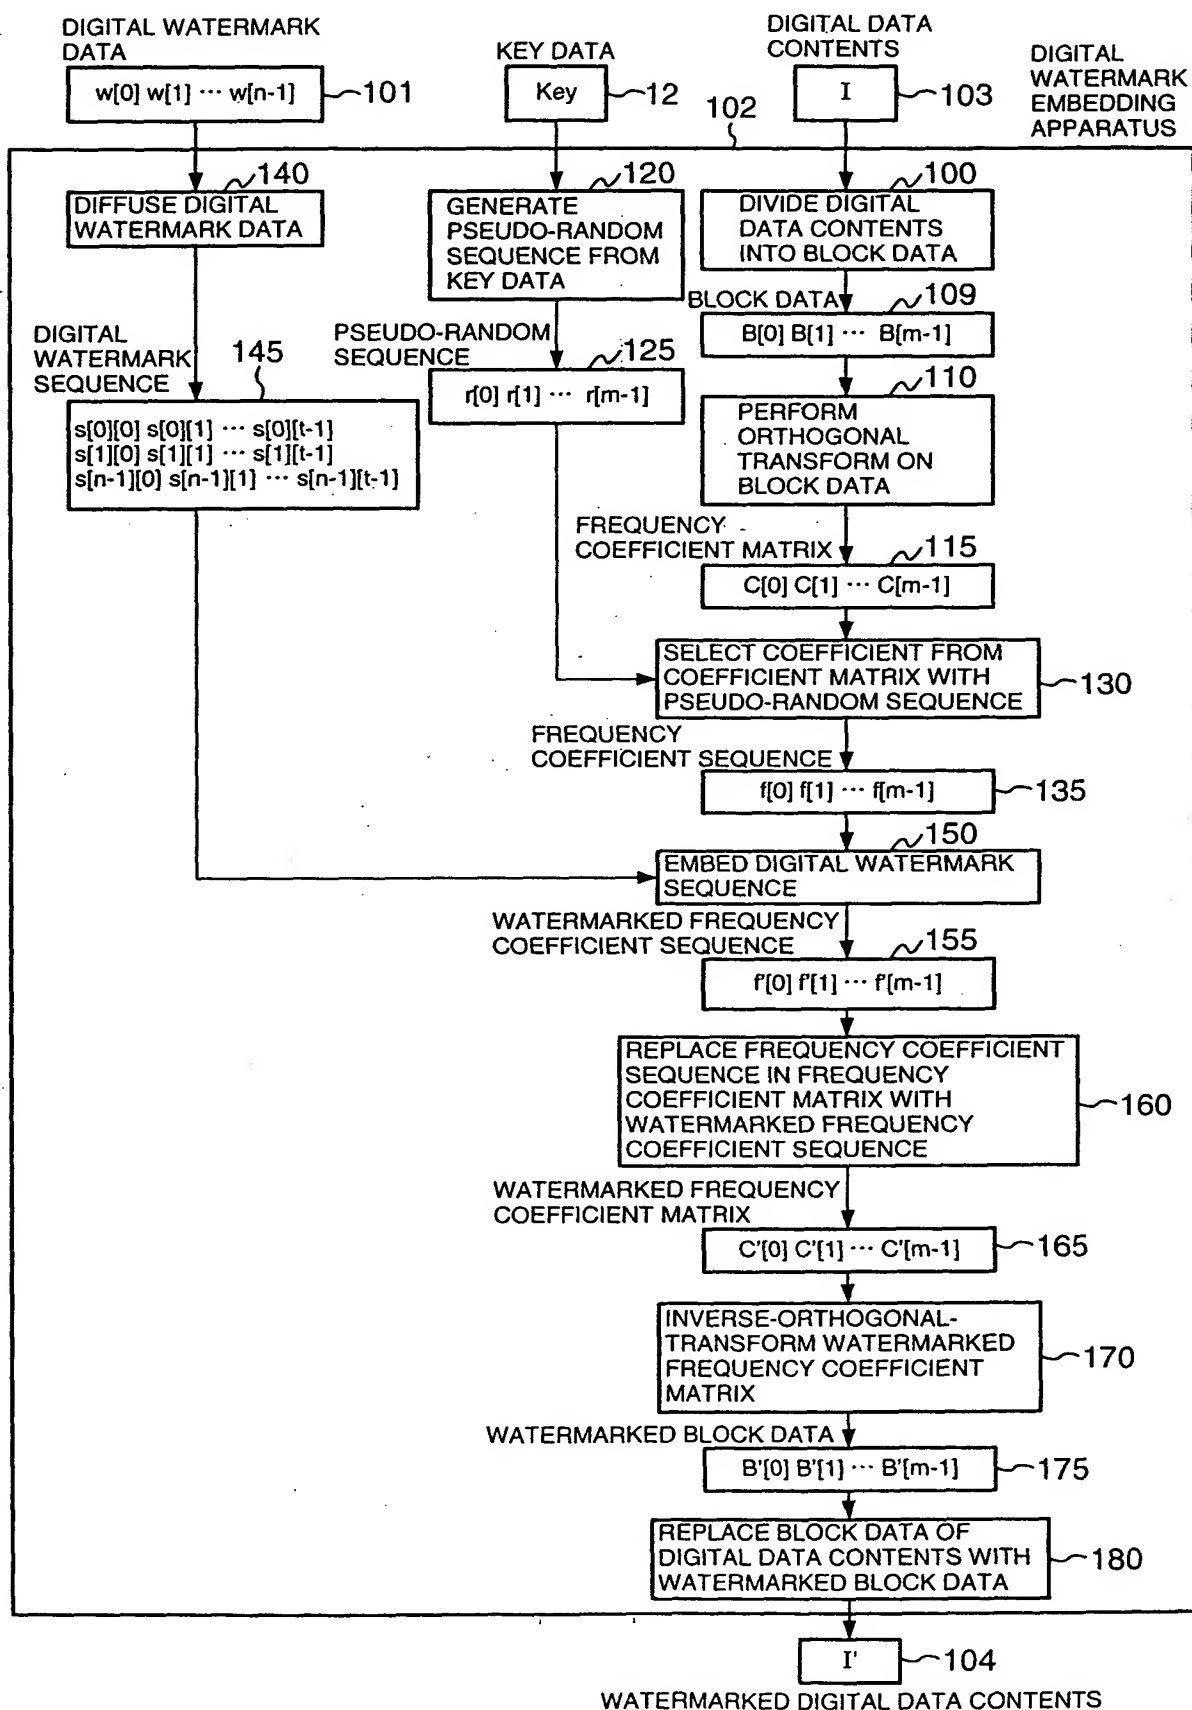 DIGITAL WATERMARK
DATA
w[0] w[1] ··· w[n-1]
101
KEY DATA
Key
12
DIGITAL DATA
CONTENTS
I
103
DIGITAL
WATERMARK
EMBEDDING
APPARATUS
102
140
DIFFUSE DIGITAL
WATERMARK DATA
120
GENERATE
PSEUDO-RANDOM
SEQUENCE FROM
KEY DATA
100
DIVIDE DIGITAL
DATA CONTENTS
INTO BLOCK DATA
BLOCK DATA
109
B[0] B[1] ··· B[m-1]
DIGITAL
WATERMARK
SEQUENCE
145
s[0][0] s[0][1] ··· s[0][t-1]
s[1][0] s[1][1] ··· s[1][t-1]
s[n-1][0] s[n-1][1] ··· s[n-1][t-1]
PSEUDO-RANDOM
SEQUENCE
125
r[0] r[1] ··· r[m-1]
110
PERFORM
ORTHOGONAL
TRANSFORM ON
BLOCK DATA
FREQUENCY
COEFFICIENT MATRIX
115
C[0] C[1] ··· C[m-1]
SELECT COEFFICIENT FROM
COEFFICIENT MATRIX WITH
PSEUDO-RANDOM SEQUENCE
130
FREQUENCY
COEFFICIENT SEQUENCE
f[0] f[1] ··· f[m-1]
135
150
EMBED DIGITAL WATERMARK
SEQUENCE
WATERMARKED FREQUENCY
COEFFICIENT SEQUENCE
155
f'[0] f'[1] ··· f'[m-1]
REPLACE FREQUENCY COEFFICIENT
SEQUENCE IN FREQUENCY
COEFFICIENT MATRIX WITH
WATERMARKED FREQUENCY
COEFFICIENT SEQUENCE
160
WATERMARKED FREQUENCY
COEFFICIENT MATRIX
C'[0] C'[1] ··· C'[m-1]
165
INVERSE-ORTHOGONAL-
TRANSFORM WATERMARKED
FREQUENCY COEFFICIENT
MATRIX
170
WATERMARKED BLOCK DATA
B'[0] B'[1] ··· B'[m-1]
175
REPLACE BLOCK DATA OF
DIGITAL DATA CONTENTS WITH
WATERMARKED BLOCK DATA
180
I'
104
WATERMARKED DIGITAL DATA CONTENTS